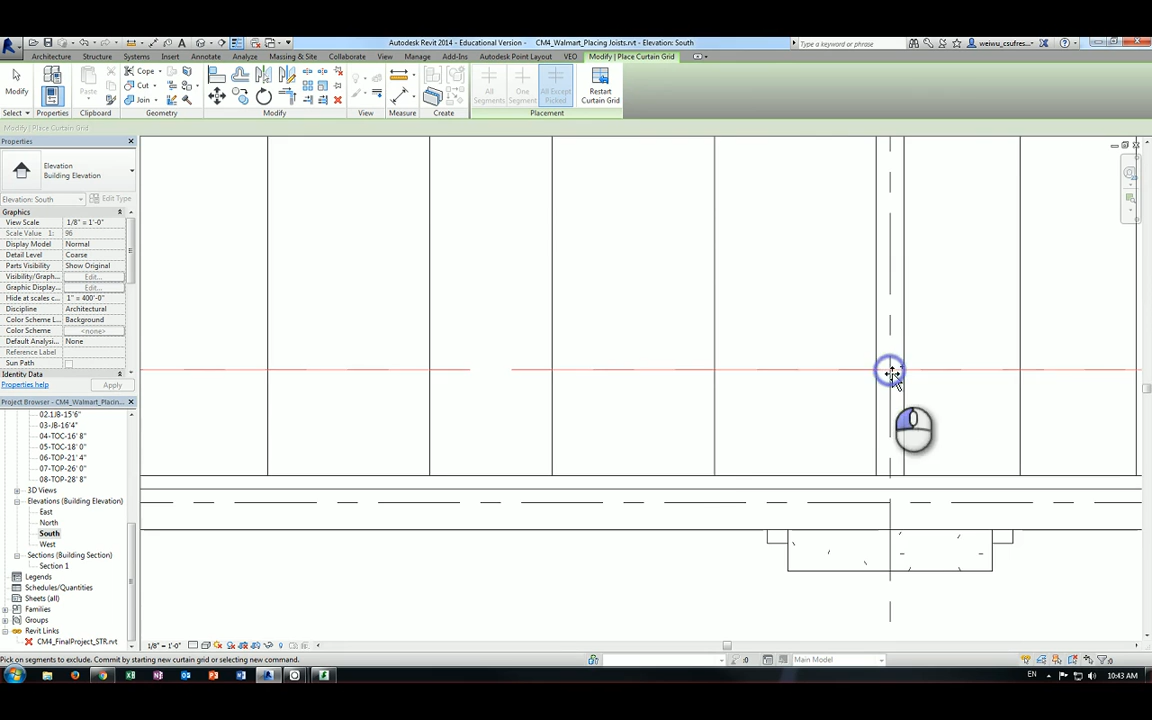 Autodesk Revit 2014 - Educational Version - CM4_Walmart_Placing Joists.rvt - Elevation: South
Type a keyword or phrase
weiwu_csufres...
Architecture Structure Systems Insert Annotate Analyze Massing & Site Collaborate View Manage Add-Ins Autodesk Point Layout VEO Modify | Place Curtain Grid
Modify
Paste
Cope
Cut
Join
All Segments
One Segment
All Except Picked
Restart Curtain Grid
Select Properties Clipboard Geometry Modify View Measure Create Placement
Modify | Place Curtain Grid
Properties
Elevation
Building Elevation
Elevation: South
Edit Type
Graphics
View Scale 1/8" = 1'-0"
Scale Value 1: 96
Display Model Normal
Detail Level Coarse
Parts Visibility Show Original
Visibility/Graph... Edit...
Graphic Display... Edit...
Hide at scales c... 1" = 400'-0"
Discipline Architectural
Color Scheme L... Background
Color Scheme <none>
Default Analysi... None
Reference Label
Sun Path
Identity Data
Properties help
Apply
Project Browser - CM4_Walmart_Placin...
02.1JB-15'6"
03-JB-16'4"
04-TOC-16' 8"
05-TOC-18' 0"
06-TOP-21' 4"
07-TOP-26' 0"
08-TOP-28' 8"
3D Views
Elevations (Building Elevation)
East
North
South
West
Sections (Building Section)
Section 1
Legends
Schedules/Quantities
Sheets (all)
Families
Groups
Revit Links
CM4_FinalProject_STR.rvt
1/8" = 1'-0"
Pick on segments to exclude. Commit by starting new curtain grid or selecting new command.
:0
Main Model
:0
EN
10:43 AM